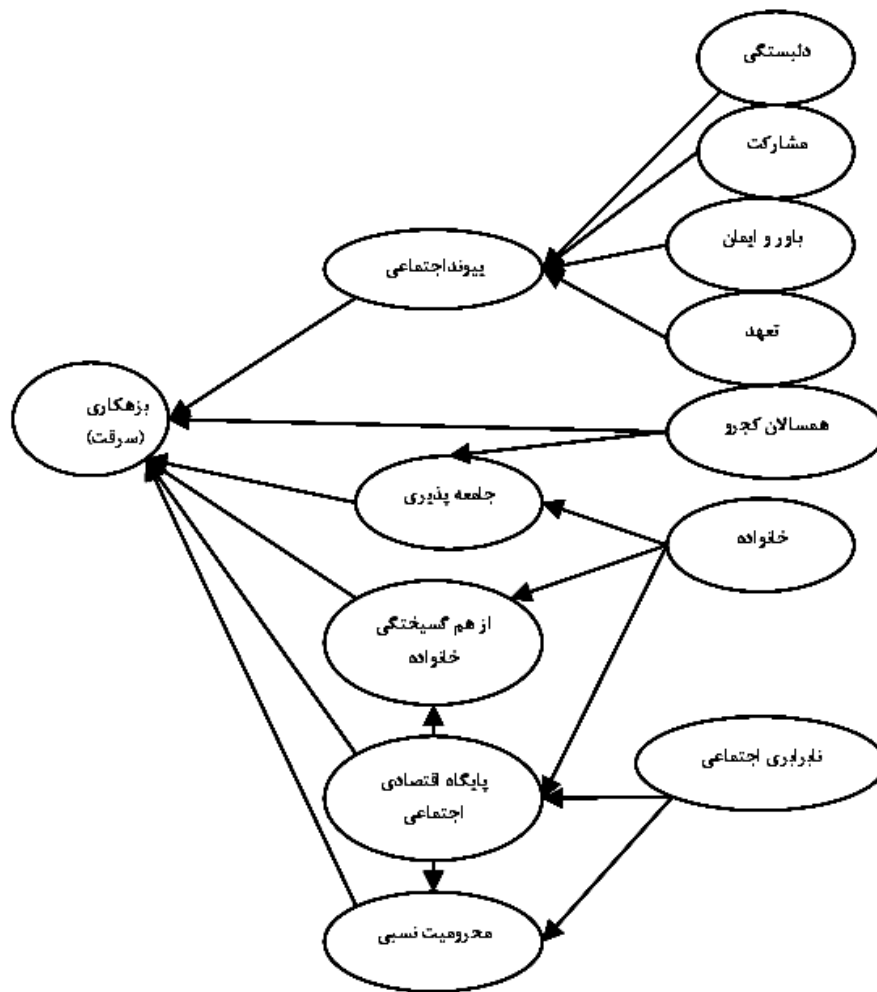 دلبستگی
مشارکت
باور و ایمان
پیونداجتماعی
تعهد
بزهکاری
(سرقت)
همسالان کجرو
جامعه پذیری
خانواده
از هم گسیختگی
خانواده
نابرابری اجتماعی
پایگاه اقتصادی
اجتماعی
محرومیت نسبی